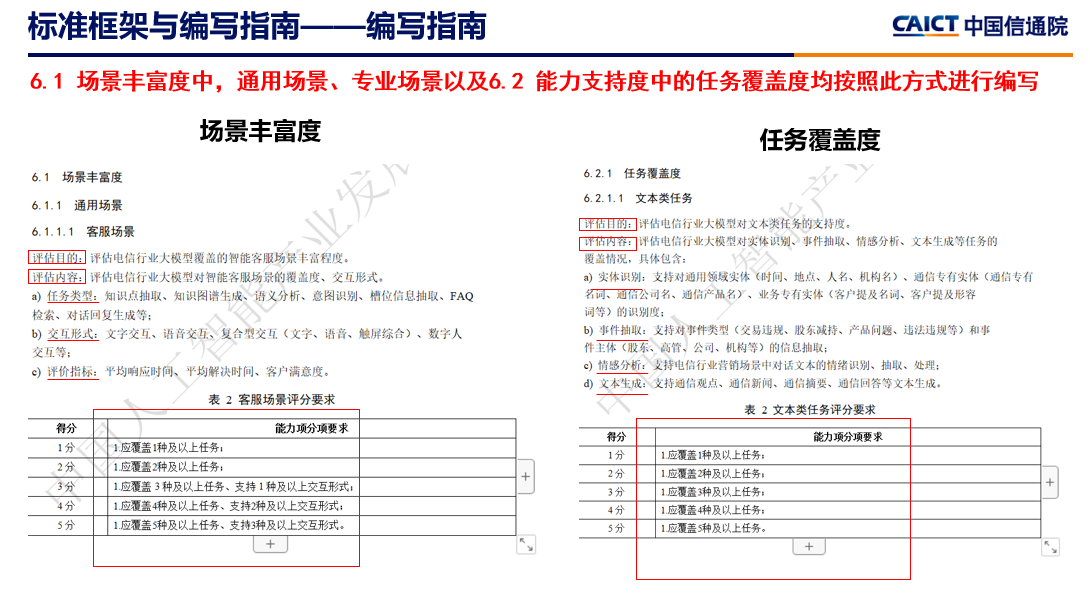 标准框架与编写指南——编写指南
CAICT 中国信通院
6.1 场景丰富度中，通用场景、专业场景以及6.2 能力支持度中的任务覆盖度均按照此方式进行编写
场景丰富度
6.1 场景丰富度
6.1.1 通用场景
6.1.1.1 客服场景
评估目的：评估电信行业大模型覆盖的智能客服场景丰富程度。
评估内容：评估电信行业大模型对智能客服场景的覆盖度、交互形式。
a) 任务类型：知识点抽取、知识图谱生成、语义分析、意图识别、槽位信息抽取、FAQ
检索、对话回复生成等；
b) 交互形式：文字交互、语音交互、复合型交互（文字、语音、触屏综合）、数字人
交互等；
c) 评价指标：平均响应时间、平均解决时间、客户满意度。
表 2 客服场景评分要求
得分 能力项分项要求
1分 1.应覆盖1种及以上任务；
2分 1.应覆盖2种及以上任务；
3分 1.应覆盖 3 种及以上任务、支持 1 种及以上交互形式；
4分 1.应覆盖4种及以上任务、支持2种及以上交互形式；
5分 1.应覆盖5种及以上任务、支持3种及以上交互形式。
任务覆盖度
6.2.1 任务覆盖度
6.2.1.1 文本类任务
评估目的：评估电信行业大模型对文本类任务的支持度。
评估内容：评估电信行业大模型对实体识别、事件抽取、情感分析、文本生成等任务的
覆盖情况，具体包含：
a) 实体识别：支持对通用领域实体（时间、地点、人名、机构名）、通信专有实体（通信专有
名词、通信公司名、通信产品名）、业务专有实体（客户提及名词、客户提及形容
词等）的识别度；
b) 事件抽取：支持对事件类型（交易违规、股东减持、产品问题、违法违规等）和事
件主体（股东、高管、公司、机构等）的信息抽取；
c) 情感分析：支持电信行业营销场景中对话文本的情绪识别、抽取、处理；
d) 文本生成：支持通信观点、通信新闻、通信摘要、通信回答等文本生成。
表 2 文本类任务评分要求
得分 能力项分项要求
1分 1.应覆盖1种及以上任务；
2分 1.应覆盖2种及以上任务；
3分 1.应覆盖3种及以上任务；
4分 1.应覆盖4种及以上任务；
5分 1.应覆盖5种及以上任务。
中国人工智能产业发
中国人工智能产业